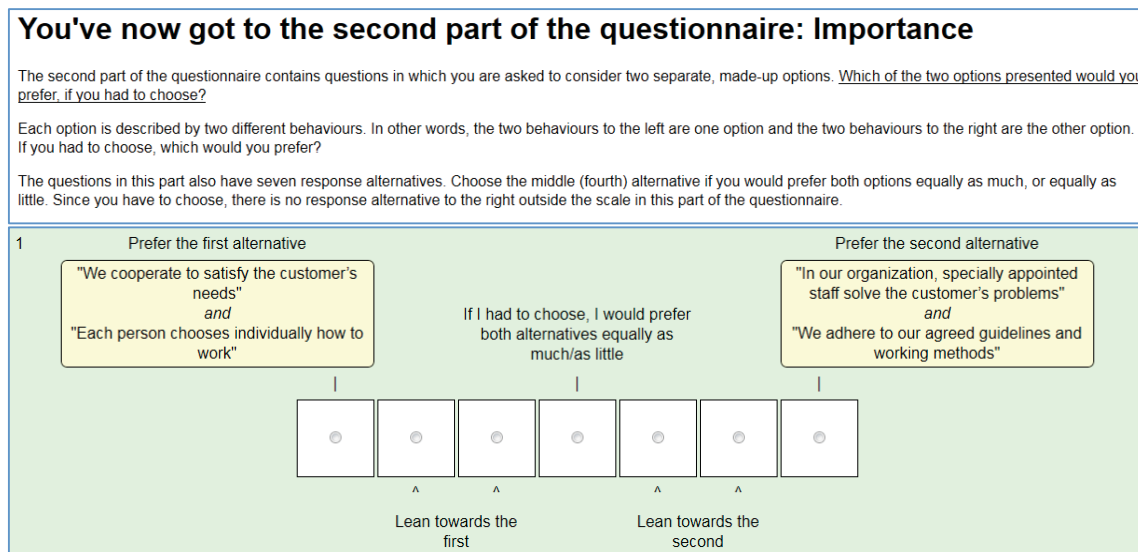 You've now got to the second part of the questionnaire: Importance
The second part of the questionnaire contains questions in which you are asked to consider two separate, made-up options. Which of the two options presented would you
prefer, if you had to choose?
Each option is described by two different behaviours. In other words, the two behaviours to the left are one option and the two behaviours to the right are the other option.
If you had to choose, which would you prefer?
The questions in this part also have seven response alternatives. Choose the middle (fourth) alternative if you would prefer both options equally as much, or equally as
little. Since you have to choose, there is no response alternative to the right outside the scale in this part of the questionnaire.
1
Prefer the first alternative
"We cooperate to satisfy the customer's
needs"
and
"Each person chooses individually how to
work"
If I had to choose, I would prefer
both alternatives equally as
much/as little
Prefer the second alternative
"In our organization, specially appointed
staff solve the customer's problems"
and
"We adhere to our agreed guidelines and
working methods"
| | |
^ ^ ^ ^
Lean towards the
first
Lean towards the
second